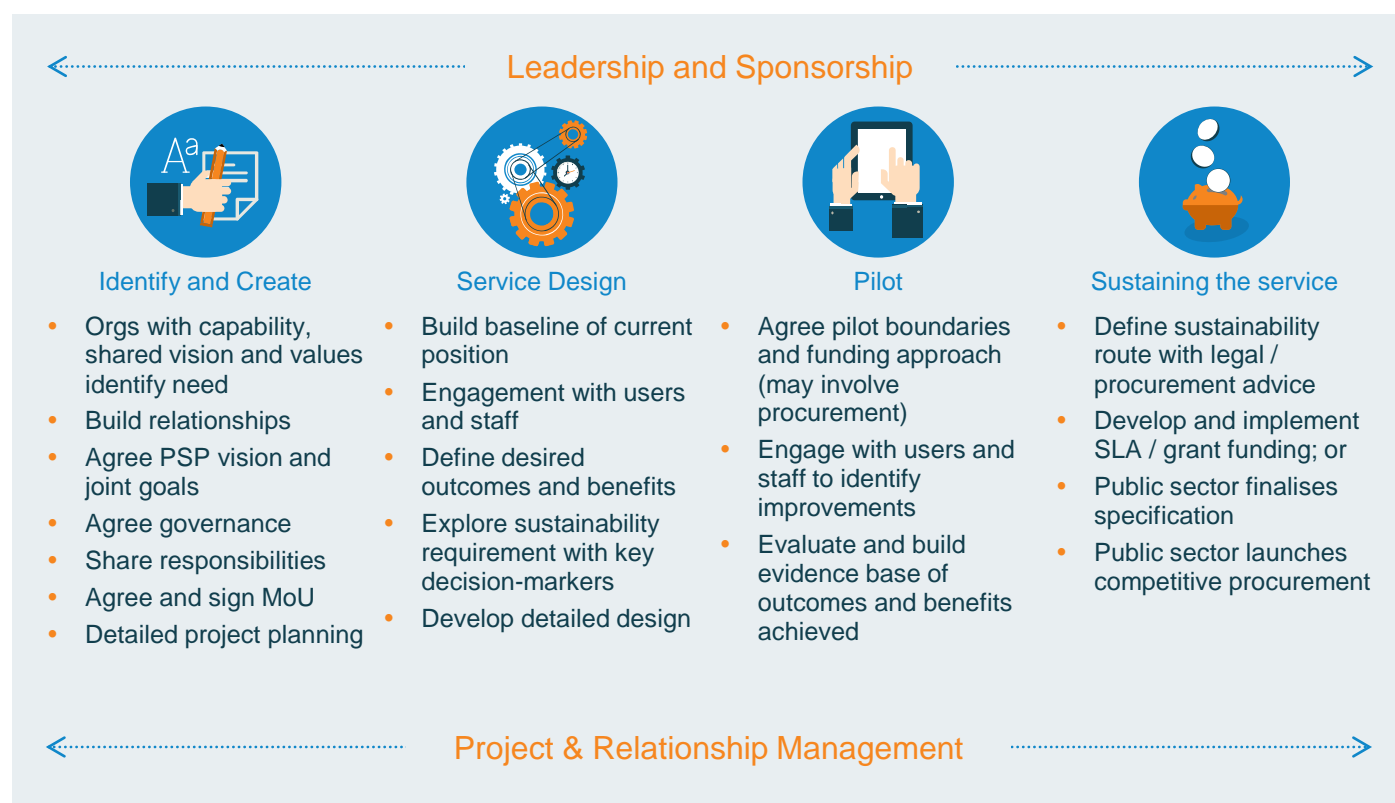 Leadership and Sponsorship
Aa
Identify and Create
• Orgs with capability,
shared vision and values
identify need
• Build relationships
• Agree PSP vision and
joint goals
• Agree governance
• Share responsibilities
• Agree and sign MoU
• Detailed project planning
Service Design
• Build baseline of current
position
• Engagement with users
and staff
• Define desired
outcomes and benefits
• Explore sustainability
requirement with key
decision-markers
• Develop detailed design
Pilot
• Agree pilot boundaries
and funding approach
(may involve
procurement)
• Engage with users and
staff to identify
improvements
• Evaluate and build
evidence base of
outcomes and benefits
achieved
Sustaining the service
• Define sustainability
route with legal /
procurement advice
• Develop and implement
SLA / grant funding; or
• Public sector finalises
specification
• Public sector launches
competitive procurement
Project & Relationship Management